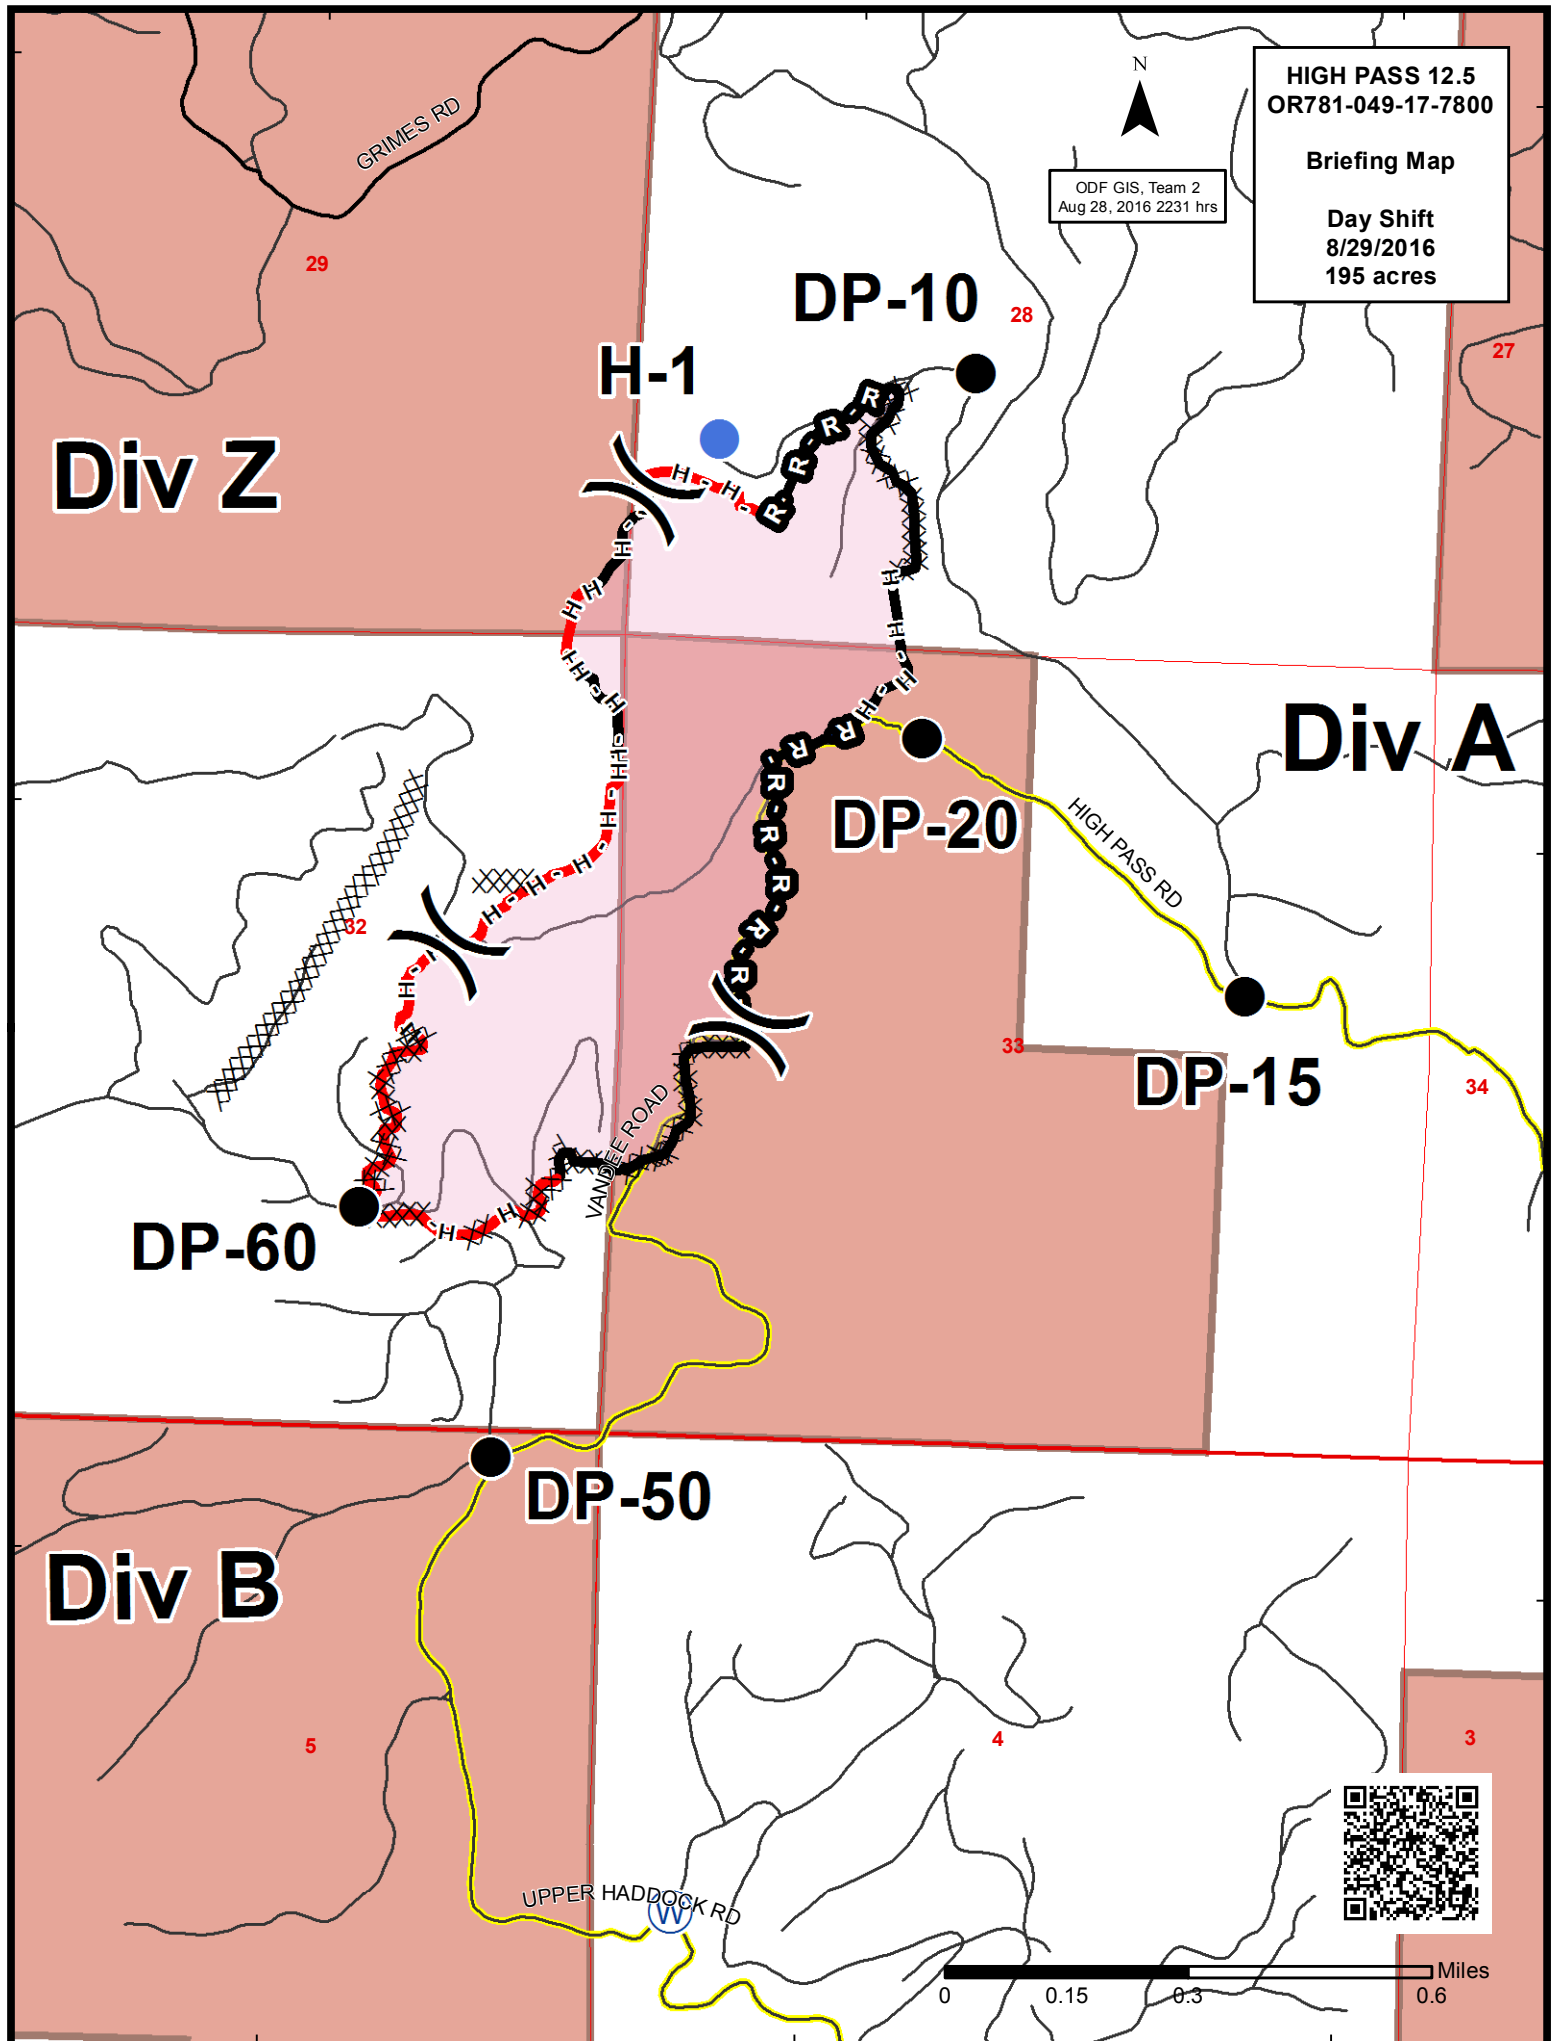 HIGH PASS 12.5
OR781-049-17-7800
Briefing Map
Day Shift
8/29/2016
195 acres
N
ODF GIS, Team 2
Aug 28, 2016 2231 hrs
GRIMES RD
29
28
27
DP-10
H-1
Div Z
H
H
R
R
R
R
H
H
H
H
H
H
H
H
H
H
H
R
R
Div A
DP-20
HIGH PASS RD
H
H
H
H
H
R
R
R
R
R
32
H
33
34
DP-15
VANDEE ROAD
DP-60
H
H
DP-50
Div B
5
4
3
UPPER HADDOCK RD
W
Miles
0
0.15
0.3
0.6